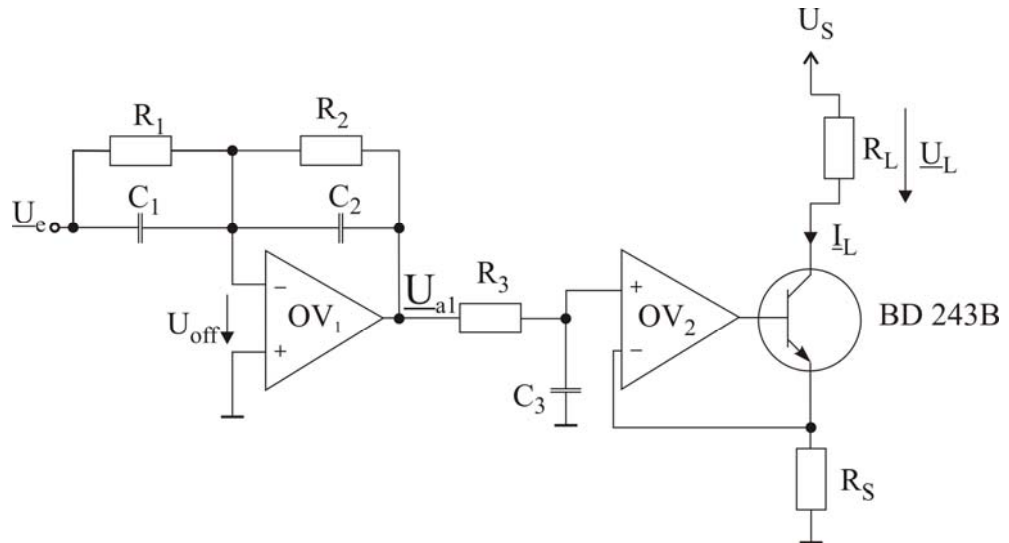 U_S
R_1
R_2
R_L
U_L
C_1
C_2
U_e
I_L
R_3
−
+
OV_1
U_a1
U_off
+
−
OV_2
BD 243B
C_3
R_S